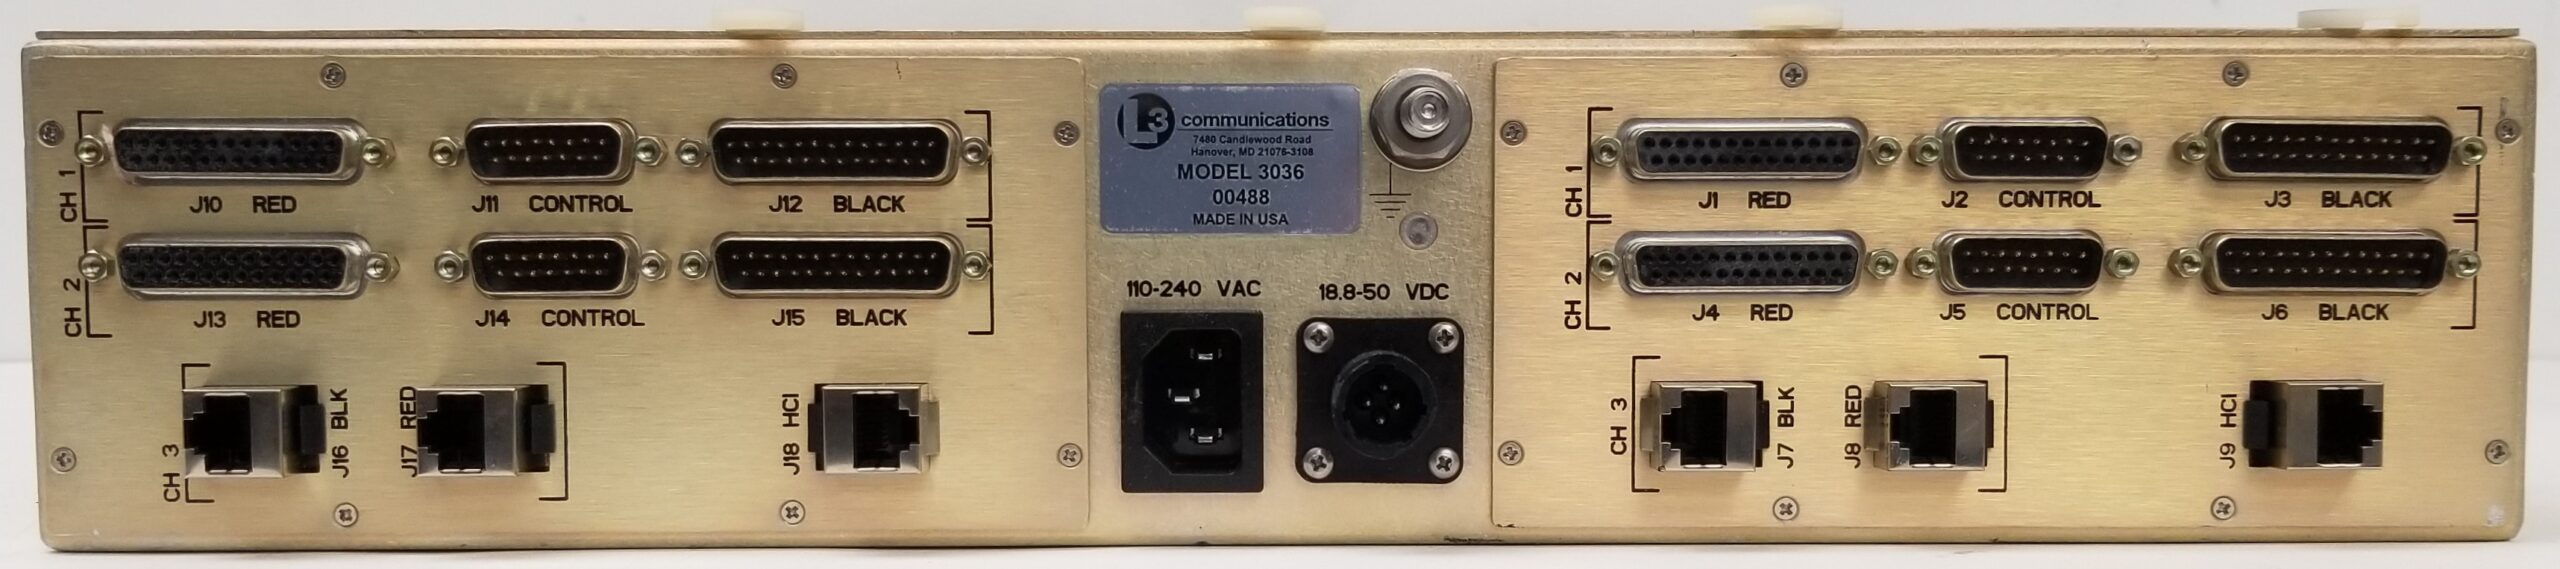 CH 1
J10 RED
J11 CONTROL
J12 BLACK
CH 2
J13 RED
J14 CONTROL
J15 BLACK
CH 3
J16 BLK
J17 RED
J18 HCI
L3 communications
7480 Candlewood Road
Hanover, MD 21076-3108
MODEL 3036
00488
MADE IN USA
110-240 VAC
18.8-50 VDC
CH 1
J1 RED
J2 CONTROL
J3 BLACK
CH 2
J4 RED
J5 CONTROL
J6 BLACK
CH 3
J7 BLK
J8 RED
J9 HCI